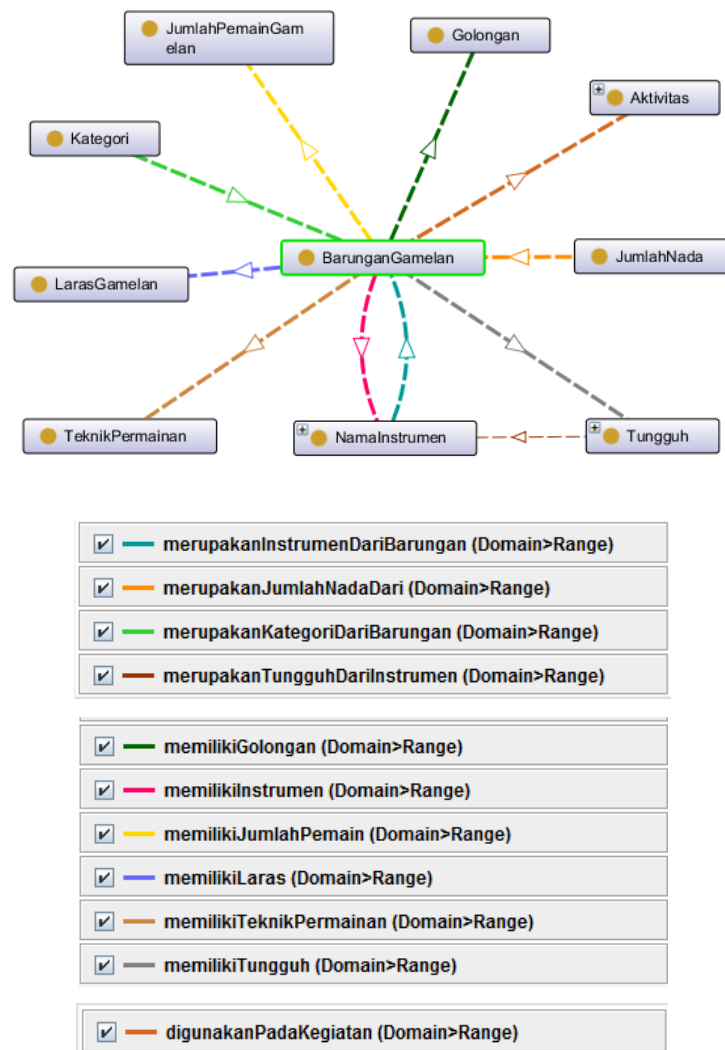 JumlahPemainGam
elan
Golongan
Aktivitas
Kategori
BarunganGamelan
JumlahNada
LarasGamelan
TeknikPermainan
NamaInstrumen
Tungguh
merupakanInstrumenDariBarungan (Domain>Range)
merupakanJumlahNadaDari (Domain>Range)
merupakanKategoriDariBarungan (Domain>Range)
merupakanTungguhDariInstrumen (Domain>Range)
memilikiGolongan (Domain>Range)
memilikiInstrumen (Domain>Range)
memilikiJumlahPemain (Domain>Range)
memilikiLaras (Domain>Range)
memilikiTeknikPermainan (Domain>Range)
memilikiTungguh (Domain>Range)
digunakanPadaKegiatan (Domain>Range)